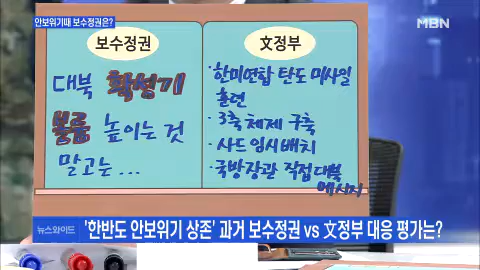 안보위기때 보수정권은?
MBN
보수정권
대북 확성기
볼륨 높이는 것
말고는...
文정부
·한미연합 탄도미사일
훈련
·3축 체제 구축
·사드 임시배치
·국방장관 직접 대북
메시지
뉴스와이드
'한반도 안보위기 상존' 과거 보수정권 vs 文정부 대응 평가는?